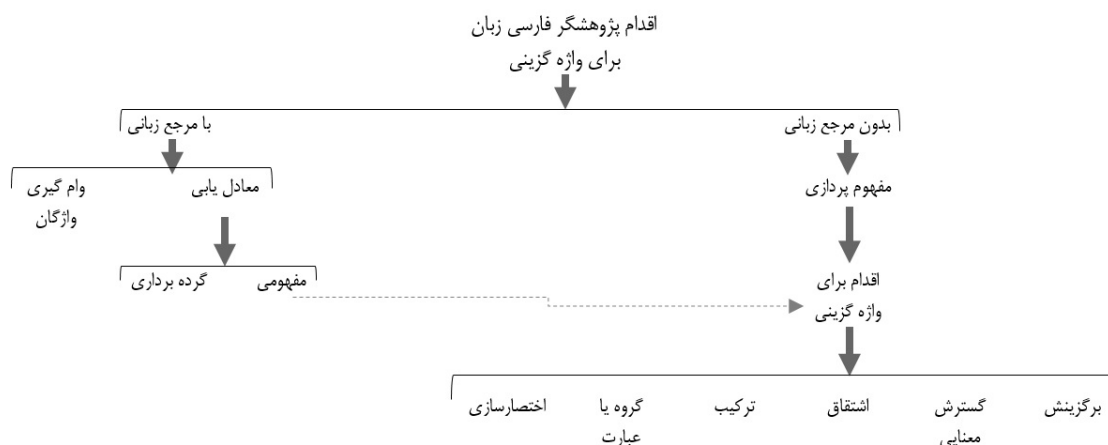 اقدام پژوهشگر فارسی زبان
برای واژه گزینی
بدون مرجع زبانی
با مرجع زبانی
مفهوم پردازی
معادل یابی
وام گیری
واژگان
اقدام برای
واژه گزینی
مفهومی
گرده برداری
برگزینش
گسترش
معنایی
اشتقاق
ترکیب
گروه یا
عبارت
اختصارسازی